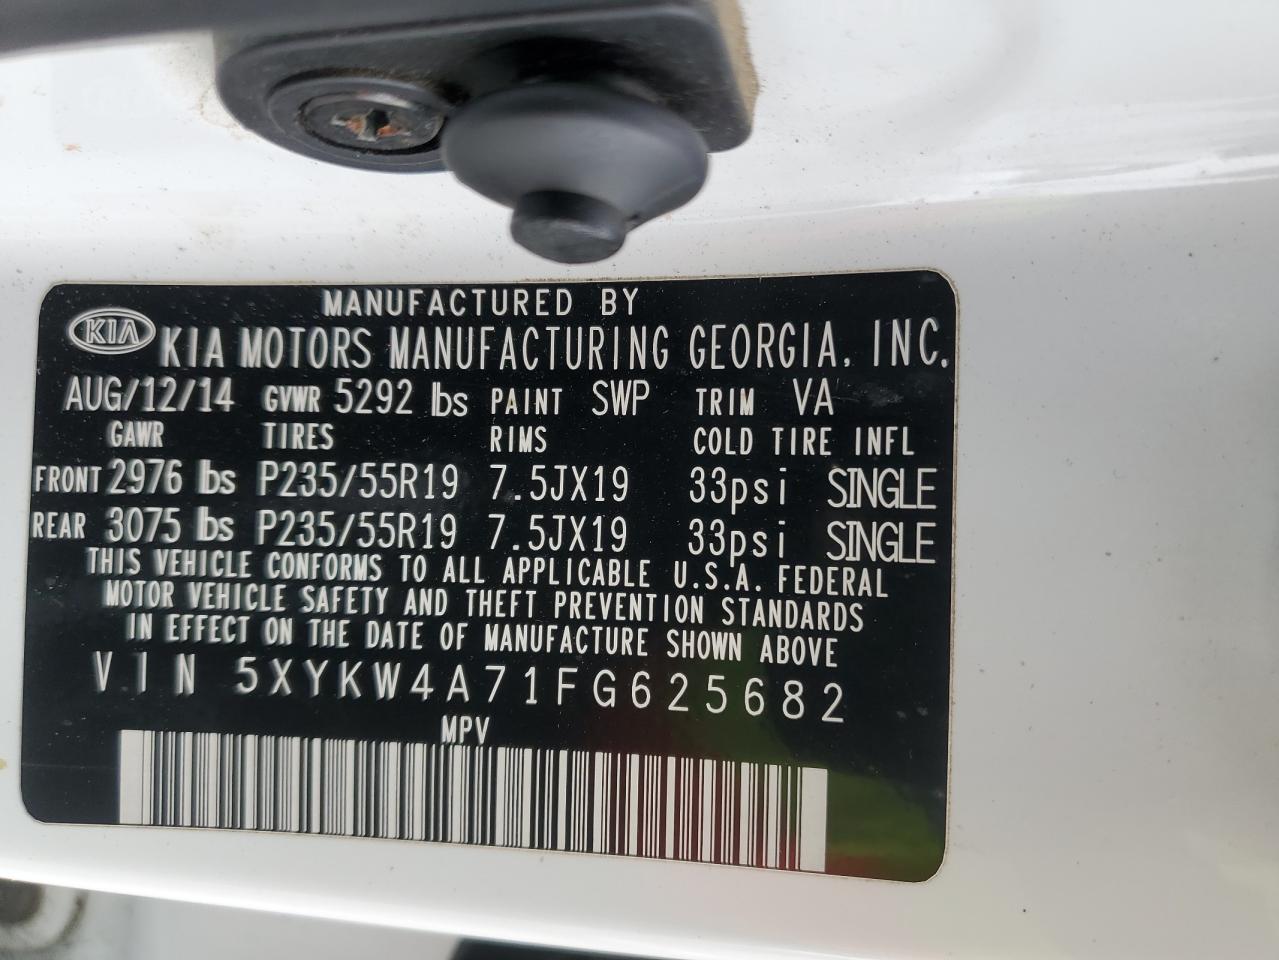 MANUFACTURED BY
KIA KIA MOTORS MANUFACTURING GEORGIA, INC.
AUG/12/14 GVWR 5292 lbs PAINT SWP TRIM VA
GAWR TIRES RIMS COLD TIRE INFL
FRONT 2976 lbs P235/55R19 7.5JX19 33psi SINGLE
REAR 3075 lbs P235/55R19 7.5JX19 33psi SINGLE
THIS VEHICLE CONFORMS TO ALL APPLICABLE U.S.A. FEDERAL
MOTOR VEHICLE SAFETY AND THEFT PREVENTION STANDARDS
IN EFFECT ON THE DATE OF MANUFACTURE SHOWN ABOVE
VIN 5XYKW4A71FG625682
MPV